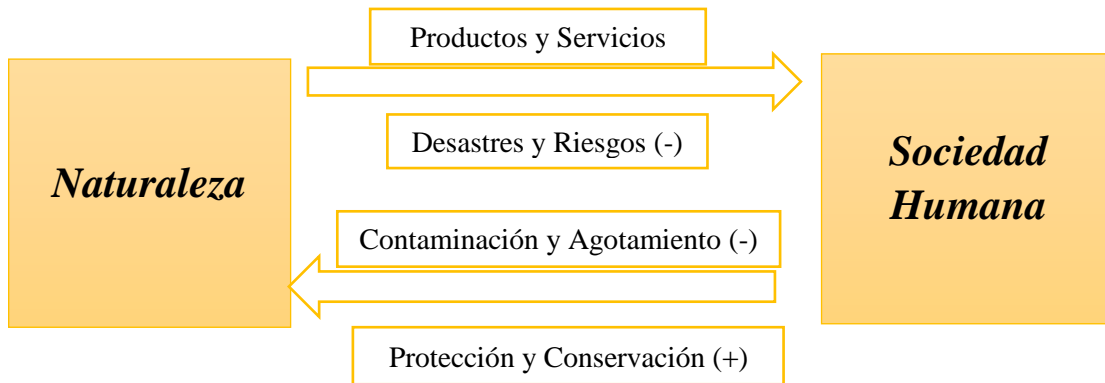 Productos y Servicios
Desastres y Riesgos (-)
Naturaleza
Sociedad
Humana
Contaminación y Agotamiento (-)
Protección y Conservación (+)